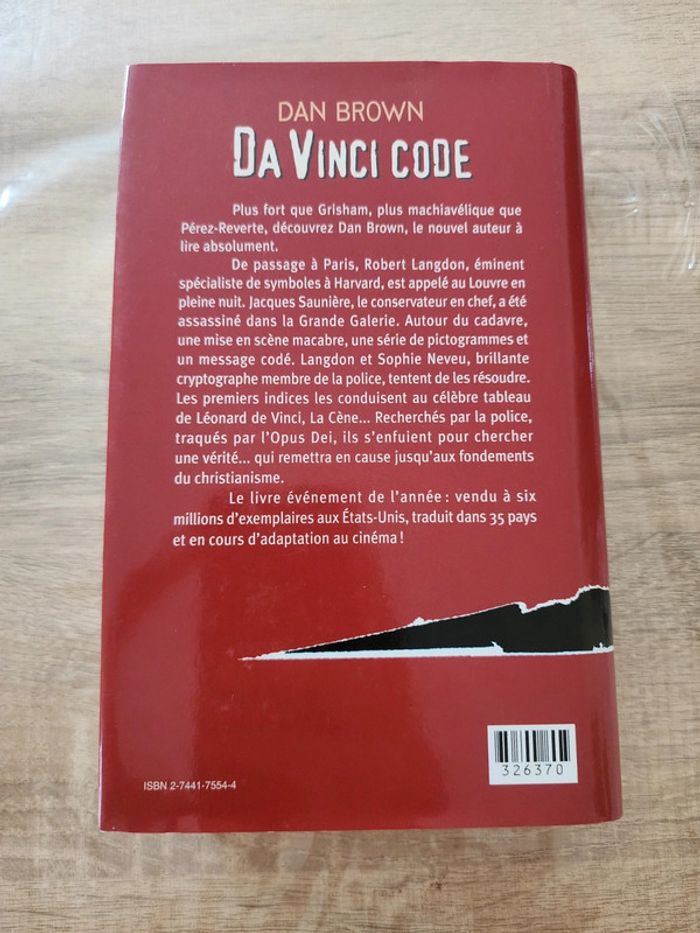 DAN BROWN
DA VINCI CODE
Plus fort que Grisham, plus machiavélique que
Pérez-Reverte, découvrez Dan Brown, le nouvel auteur à
lire absolument.
De passage à Paris, Robert Langdon, éminent
spécialiste de symboles à Harvard, est appelé au Louvre en
pleine nuit. Jacques Saunière, le conservateur en chef, a été
assassiné dans la Grande Galerie. Autour du cadavre,
une mise en scène macabre, une série de pictogrammes et
un message codé. Langdon et Sophie Neveu, brillante
cryptographe membre de la police, tentent de les résoudre.
Les premiers indices les conduisent au célèbre tableau
de Léonard de Vinci, La Cène... Recherchés par la police,
traqués par l'Opus Dei, ils s'enfuient pour chercher
une vérité... qui remettra en cause jusqu'aux fondements
du christianisme.
Le livre événement de l'année : vendu à six
millions d'exemplaires aux États-Unis, traduit dans 35 pays
et en cours d'adaptation au cinéma !
326370
ISBN 2-7441-7554-4